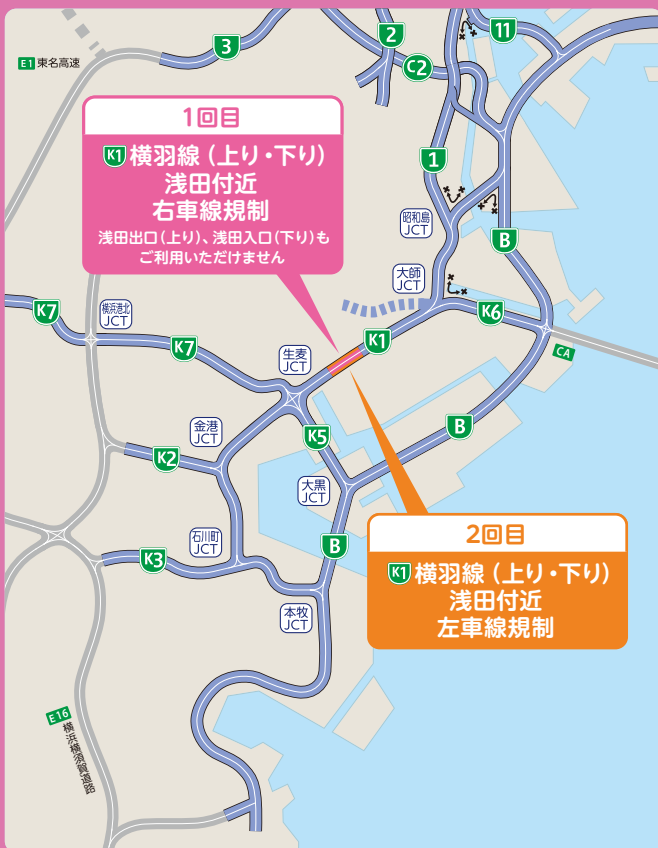 3
2
11
E1 東名高速
C2
1回目
K1 横羽線（上り・下り）
浅田付近
右車線規制
浅田出口（上り）、浅田入口（下り）も
ご利用いただけません
1
昭和島
JCT
B
大師
JCT
K7
横浜港北
JCT
K6
K7
K1
生麦
JCT
CA
金港
JCT
K5
B
K2
大黒
JCT
2回目
K1 横羽線（上り・下り）
浅田付近
左車線規制
石川町
JCT
B
K3
本牧
JCT
E16
横浜横須賀道路